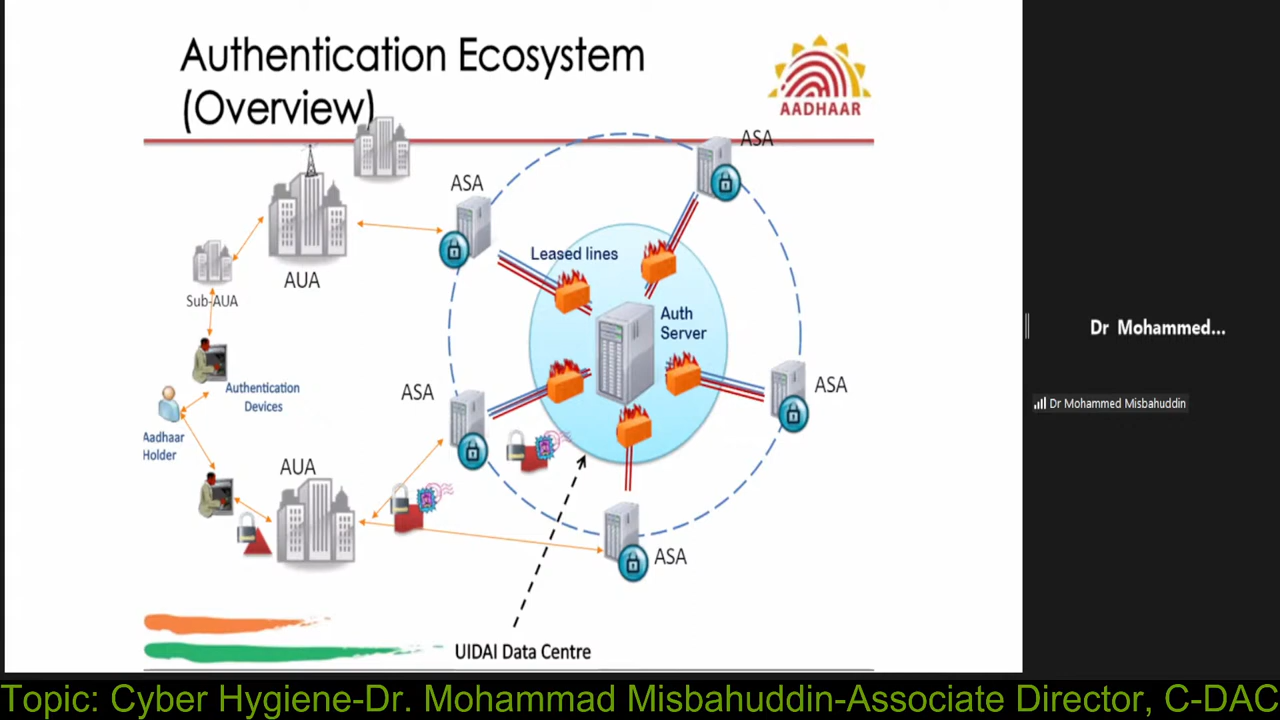 Authentication Ecosystem
(Overview)
AADHAAR
ASA
ASA
Leased lines
AUA
Sub-AUA
Auth
Server
Authentication
Devices
ASA
ASA
Aadhaar
Holder
AUA
ASA
UIDAI Data Centre
Dr Mohammed...
Dr Mohammed Misbahuddin
Topic: Cyber Hygiene-Dr. Mohammad Misbahuddin-Associate Director, C-DAC